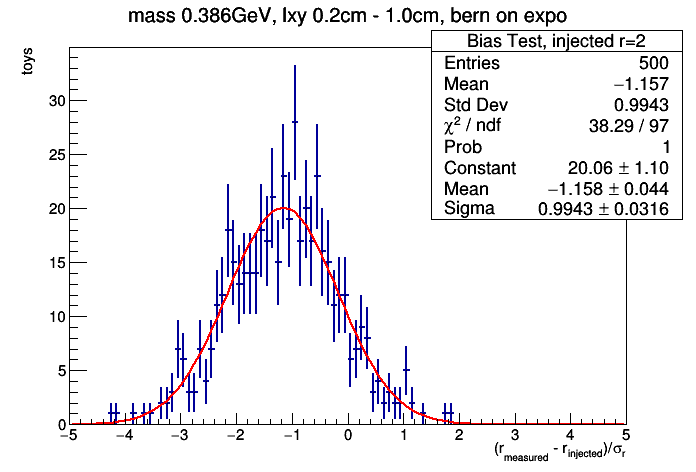 mass 0.386GeV, lxy 0.2cm - 1.0cm, bern on expo
toys
Bias Test, injected r=2
Entries 500
Mean −1.157
Std Dev 0.9943
χ² / ndf 38.29 / 97
Prob 1
Constant 20.06 ± 1.10
Mean −1.158 ± 0.044
Sigma 0.9943 ± 0.0316
30
25
20
15
10
5
0
−5 −4 −3 −2 −1 0 1 2 3 4 5
(r_measured - r_injected)/σ_r